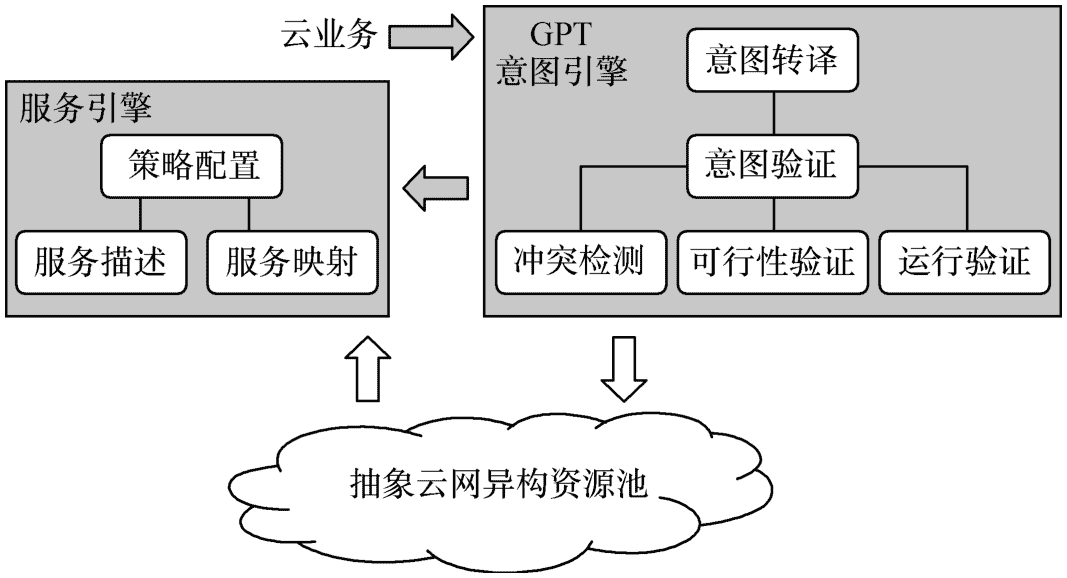 云业务
GPT
意图引擎
意图转译
意图验证
冲突检测
可行性验证
运行验证
服务引擎
策略配置
服务描述
服务映射
抽象云网异构资源池